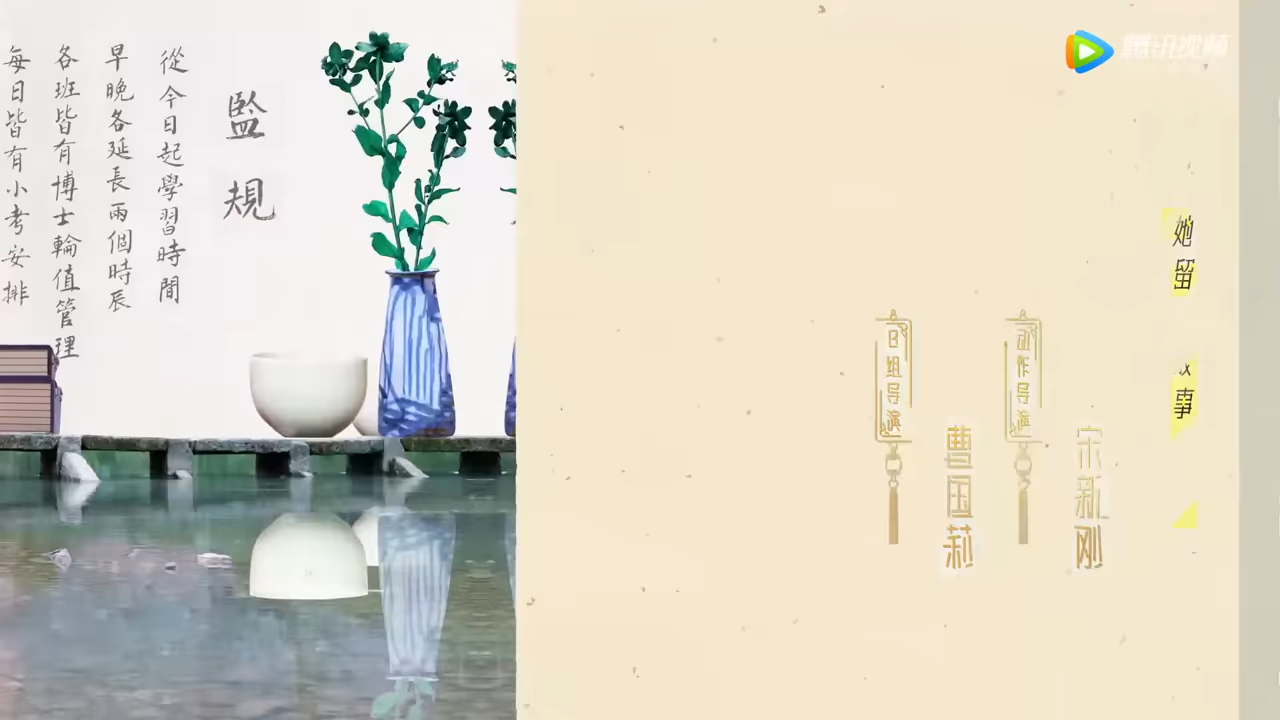 腾讯视频
她留
事
动作导演
宋新刚
B组导演
曹国莉
監規
從今日起學習時間
早晚各延長兩個時辰
各班皆有博士輪值管理
每日皆有小考安排